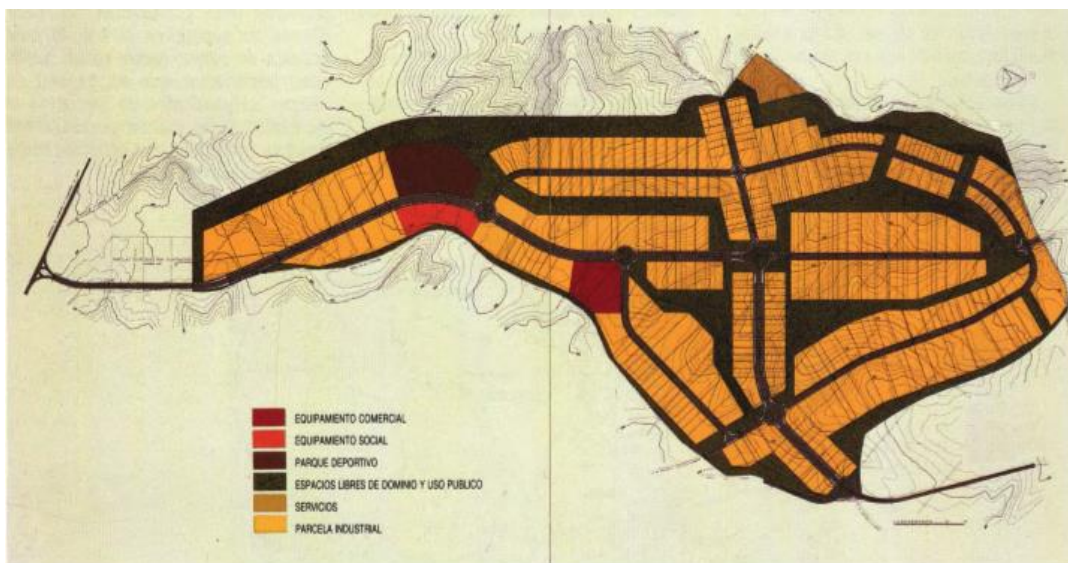 EQUIPAMIENTO COMERCIAL
EQUIPAMIENTO SOCIAL
PARQUE DEPORTIVO
ESPACIOS LIBRES DE DOMINIO Y USO PUBLICO
SERVICIOS
PARCELA INDUSTRIAL